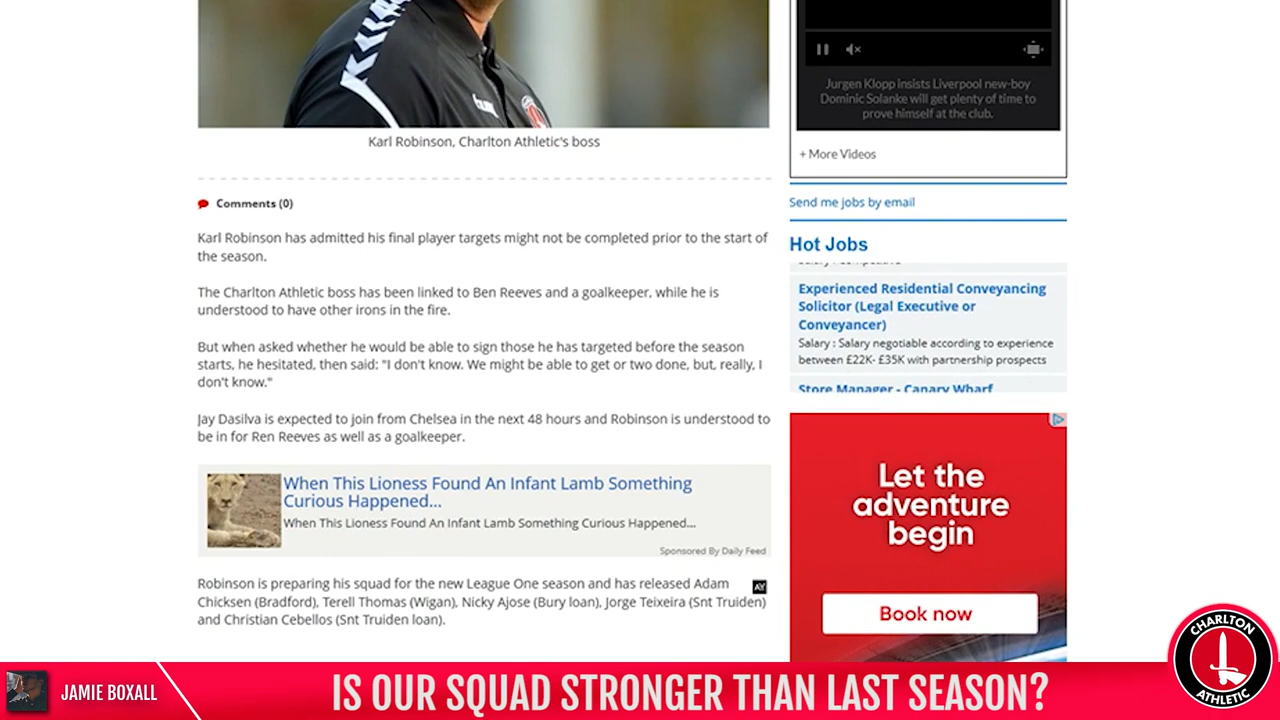 Karl Robinson, Charlton Athletic's boss
Comments (0)
Karl Robinson has admitted his final player targets might not be completed prior to the start of
the season.
The Charlton Athletic boss has been linked to Ben Reeves and a goalkeeper, while he is
understood to have other irons in the fire.
But when asked whether he would be able to sign those he has targeted before the season
starts, he hesitated, then said: "I don't know. We might be able to get or two done, but, really, I
don't know."
Jay Dasilva is expected to join from Chelsea in the next 48 hours and Robinson is understood to
be in for Ren Reeves as well as a goalkeeper.
When This Lioness Found An Infant Lamb Something
Curious Happened...
When This Lioness Found An Infant Lamb Something Curious Happened...
Sponsored By Daily Feed
Robinson is preparing his squad for the new League One season and has released Adam
Chicksen (Bradford), Terell Thomas (Wigan), Nicky Ajose (Bury loan), Jorge Teixeira (Snt Truiden)
and Christian Cebellos (Snt Truiden loan).
AY
Jurgen Klopp insists Liverpool new-boy
Dominic Solanke will get plenty of time to
prove himself at the club.
+ More Videos
Send me jobs by email
Hot Jobs
Experienced Residential Conveyancing
Solicitor (Legal Executive or
Conveyancer)
Salary : Salary negotiable according to experience
between £22K- £35K with partnership prospects
Store Manager - Canary Wharf
Let the
adventure
begin
Book now
JAMIE BOXALL
IS OUR SQUAD STRONGER THAN LAST SEASON?
CHARLTON
ATHLETIC